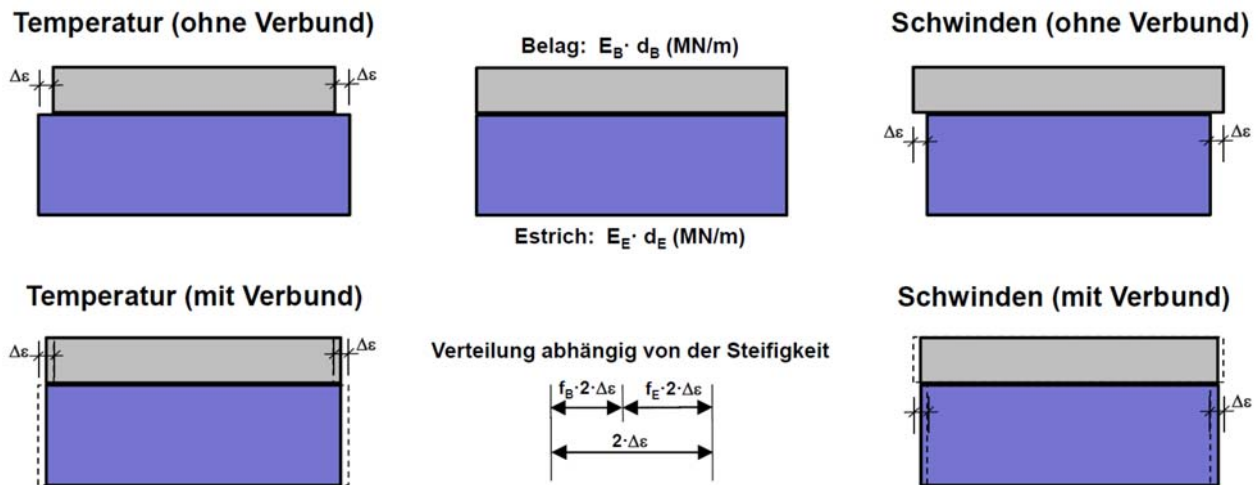 Temperatur (ohne Verbund)
Δε
Δε
Belag: E_B· d_B (MN/m)
Estrich: E_E· d_E (MN/m)
Schwinden (ohne Verbund)
Δε
Δε
Temperatur (mit Verbund)
Δε
Δε
Verteilung abhängig von der Steifigkeit
f_B·2·Δε f_E·2·Δε
2·Δε
Schwinden (mit Verbund)
Δε